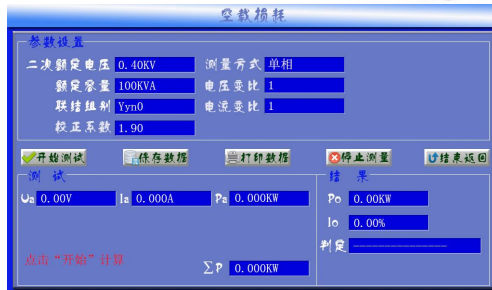 空载损耗
参数设置
二次额定电压 0.40KV 测量方式 单相
额定容量 100KVA 电压变比 1
联结组别 Yyn0 电流变比 1
校正系数 1.90
开始测试 保存数据 打印数据 停止测量 结束返回
测 试 结 果
Ua 0.00V Ia 0.000A Pa 0.000KW Po 0.00KW
Io 0.00%
判定 ----------------
点击“开始”计算
∑P 0.000KW